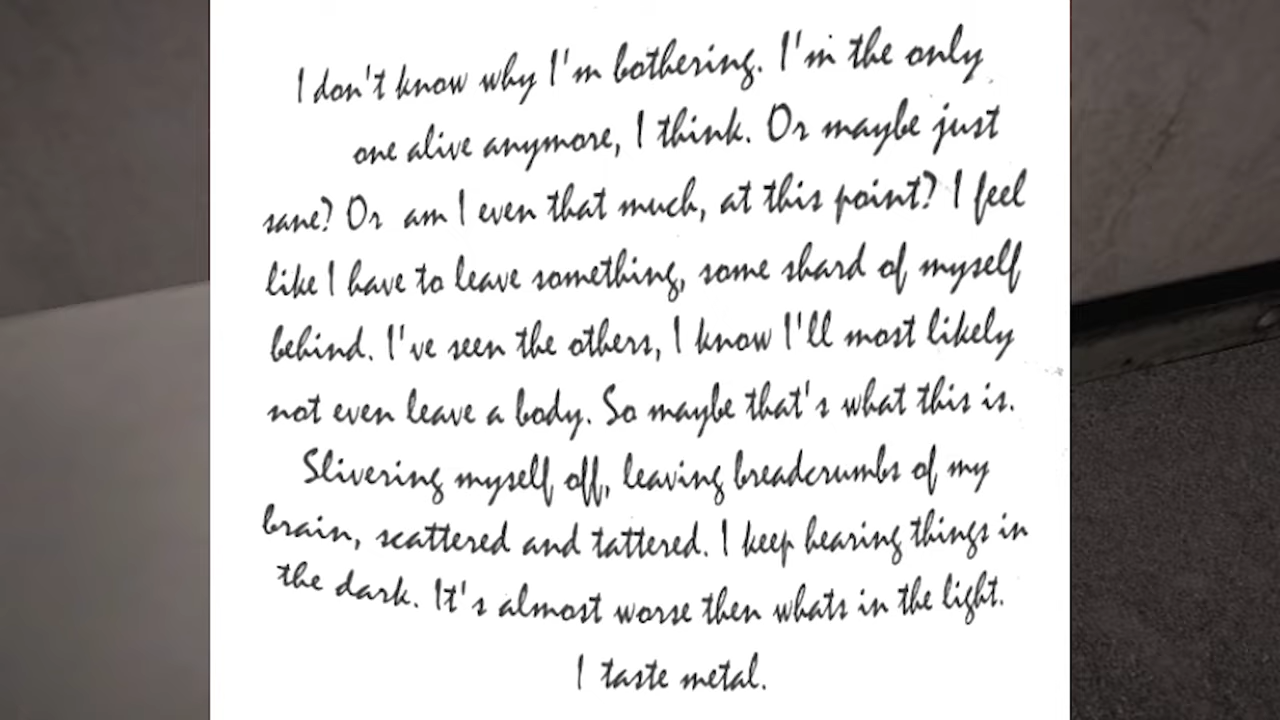 I don't know why I'm bothering. I'm the only
one alive anymore, I think. Or maybe just
sane? Or am I even that much, at this point? I feel
like I have to leave something, some shard of myself
behind. I've seen the others, I know I'll most likely
not even leave a body. So maybe that's what this is.
Slivering myself off, leaving breadcrumbs of my
brain, scattered and tattered. I keep hearing things in
the dark. It's almost worse then whats in the light.
I taste metal.